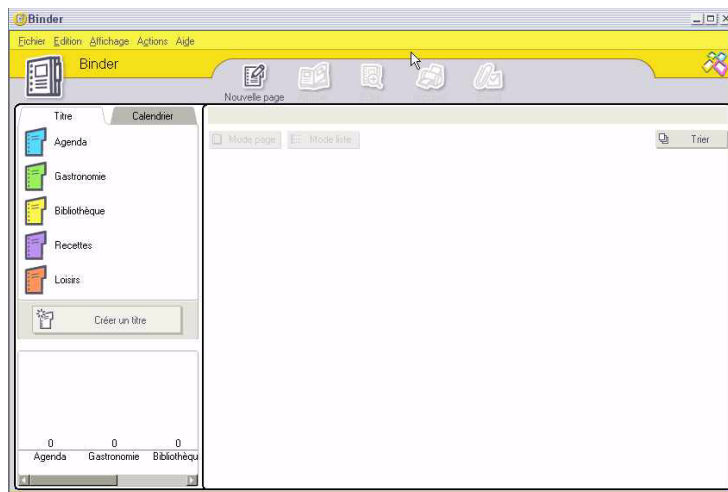 Binder
Fichier Edition Affichage Actions Aide
Binder
Nouvelle page
Titre Calendrier
Mode page Mode liste Trier
Agenda
Gastronomie
Bibliothèque
Recettes
Loisirs
Créer un titre
0 0 0
Agenda Gastronomie Bibliothèqu